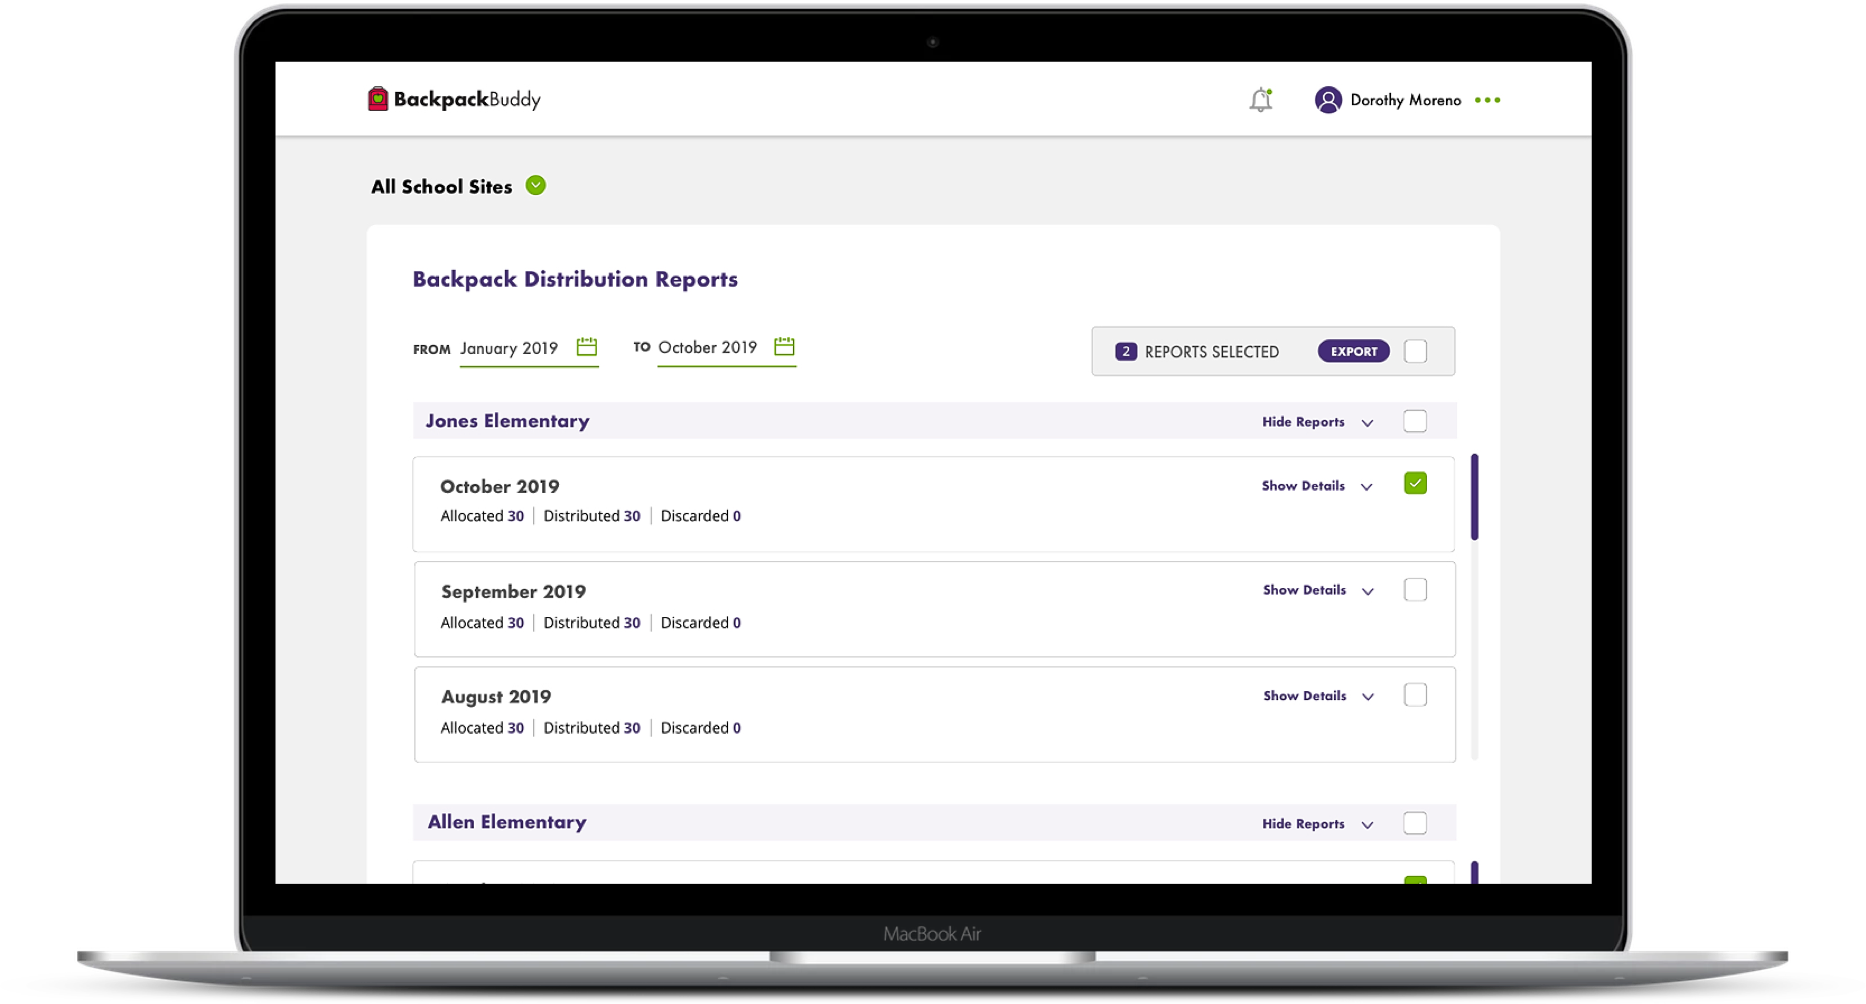 BackpackBuddy
Dorothy Moreno
All School Sites
Backpack Distribution Reports
FROM January 2019 TO October 2019
2 REPORTS SELECTED EXPORT
Jones Elementary Hide Reports
October 2019 Show Details
Allocated 30 Distributed 30 Discarded 0
September 2019 Show Details
Allocated 30 Distributed 30 Discarded 0
August 2019 Show Details
Allocated 30 Distributed 30 Discarded 0
Allen Elementary Hide Reports
MacBook Air